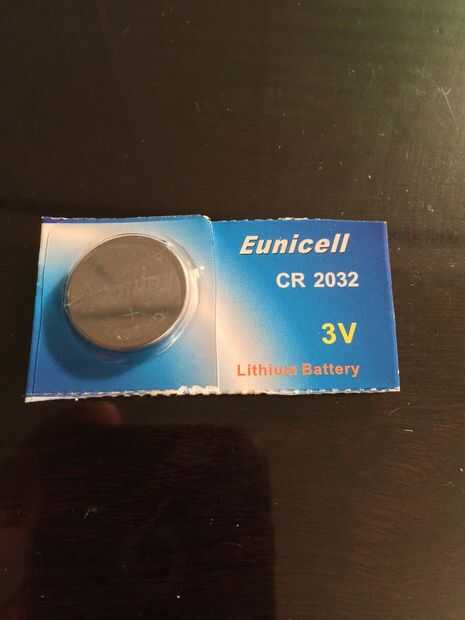 Eunicell
CR 2032
3V
Lithium Battery
+